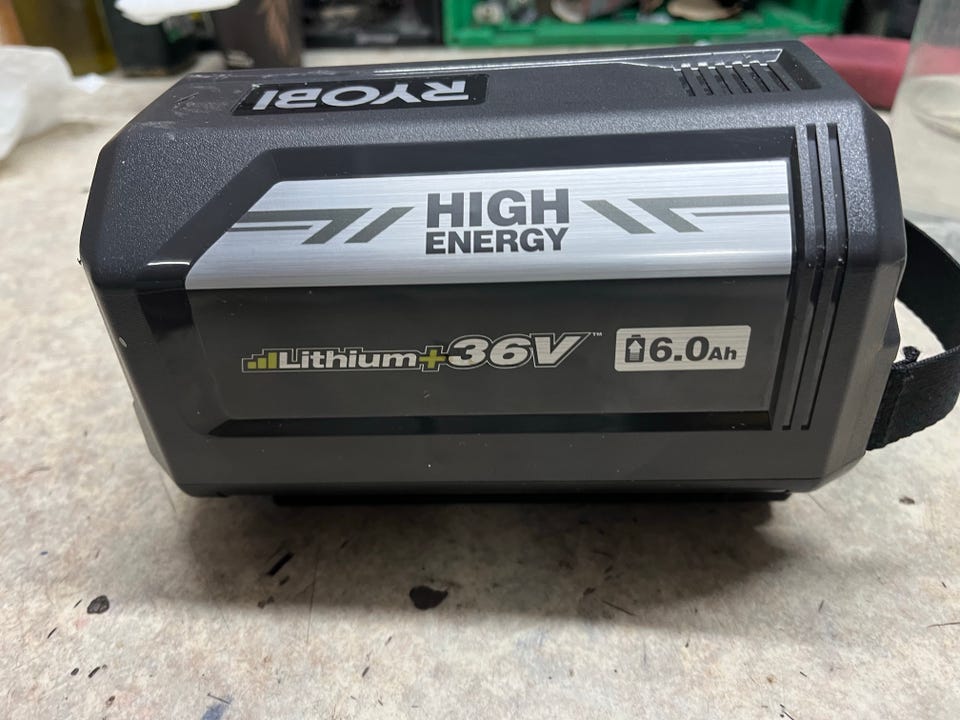 RYOBI
HIGH
ENERGY
Lithium+36V™
6.0Ah